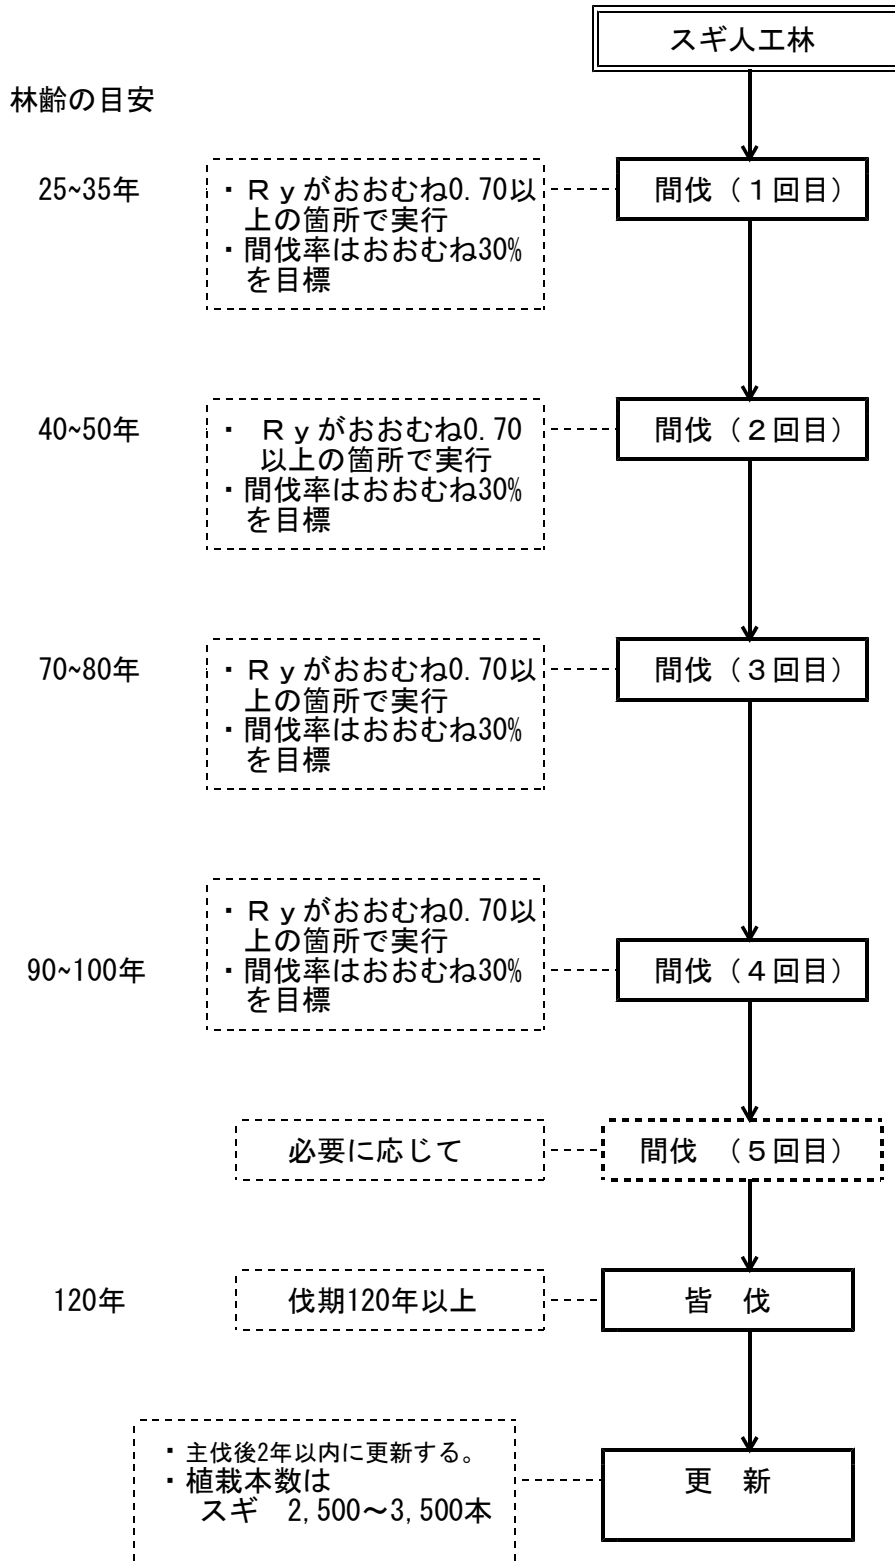 スギ人工林
林齢の目安
25~35年
・Ｒｙがおおむね0.70以
上の箇所で実行
・間伐率はおおむね30%
を目標
間伐（１回目）
40~50年
・　Ｒｙがおおむね0.70
以上の箇所で実行
・間伐率はおおむね30%
を目標
間伐（２回目）
70~80年
・Ｒｙがおおむね0.70以
上の箇所で実行
・間伐率はおおむね30%
を目標
間伐（３回目）
90~100年
・Ｒｙがおおむね0.70以
上の箇所で実行
・間伐率はおおむね30%
を目標
間伐（４回目）
必要に応じて
間伐　（５回目）
120年
伐期120年以上
皆　伐
・主伐後2年以内に更新する。
・植栽本数は
スギ　2,500～3,500本
更　新